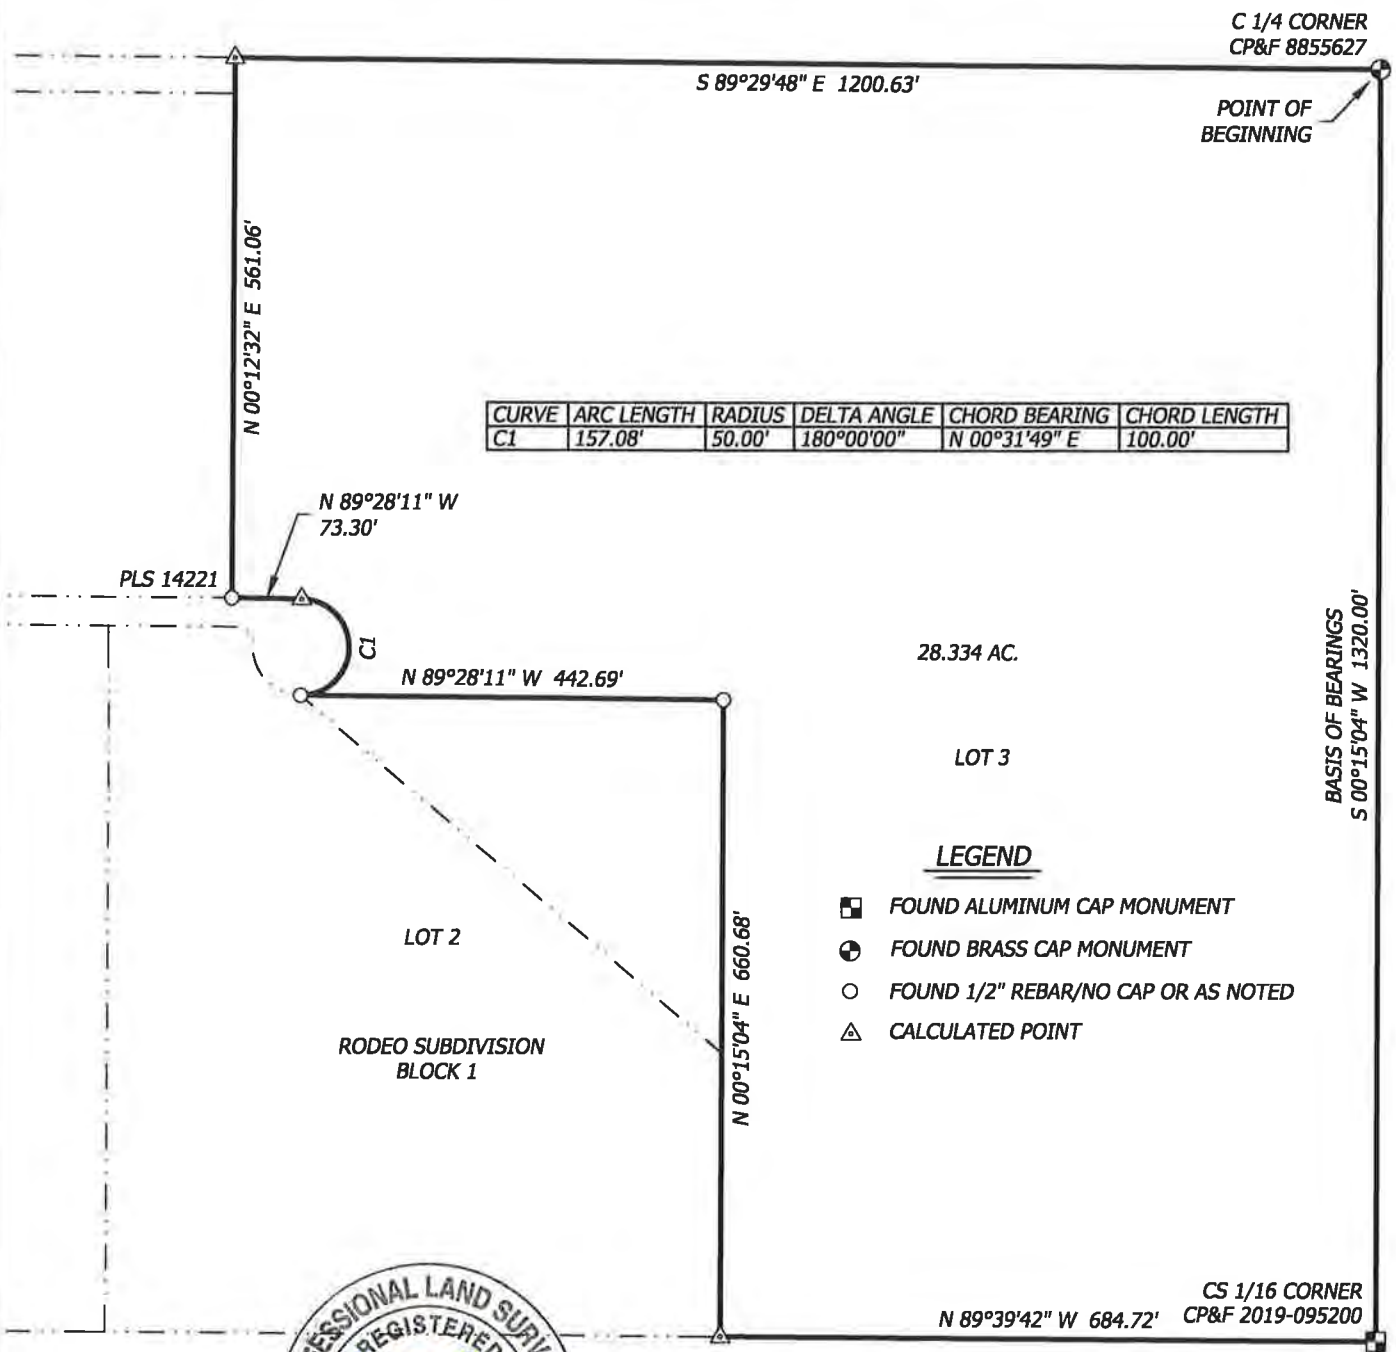 C 1/4 CORNER
CP&F 8855627
S 89°29'48" E 1200.63'
POINT OF
BEGINNING
N 00°12'32" E 561.06'
CURVE ARC LENGTH RADIUS DELTA ANGLE CHORD BEARING CHORD LENGTH
C1 157.08' 50.00' 180°00'00" N 00°31'49" E 100.00'
N 89°28'11" W
73.30'
PLS 14221
C1
N 89°28'11" W 442.69'
28.334 AC.
BASIS OF BEARINGS
S 00°15'04" W 1320.00'
LOT 3
LEGEND
FOUND ALUMINUM CAP MONUMENT
FOUND BRASS CAP MONUMENT
FOUND 1/2" REBAR/NO CAP OR AS NOTED
CALCULATED POINT
LOT 2
N 00°15'04" E 660.68'
RODEO SUBDIVISION
BLOCK 1
CS 1/16 CORNER
CP&F 2019-095200
N 89°39'42" W 684.72'
LAND
REGISTERED